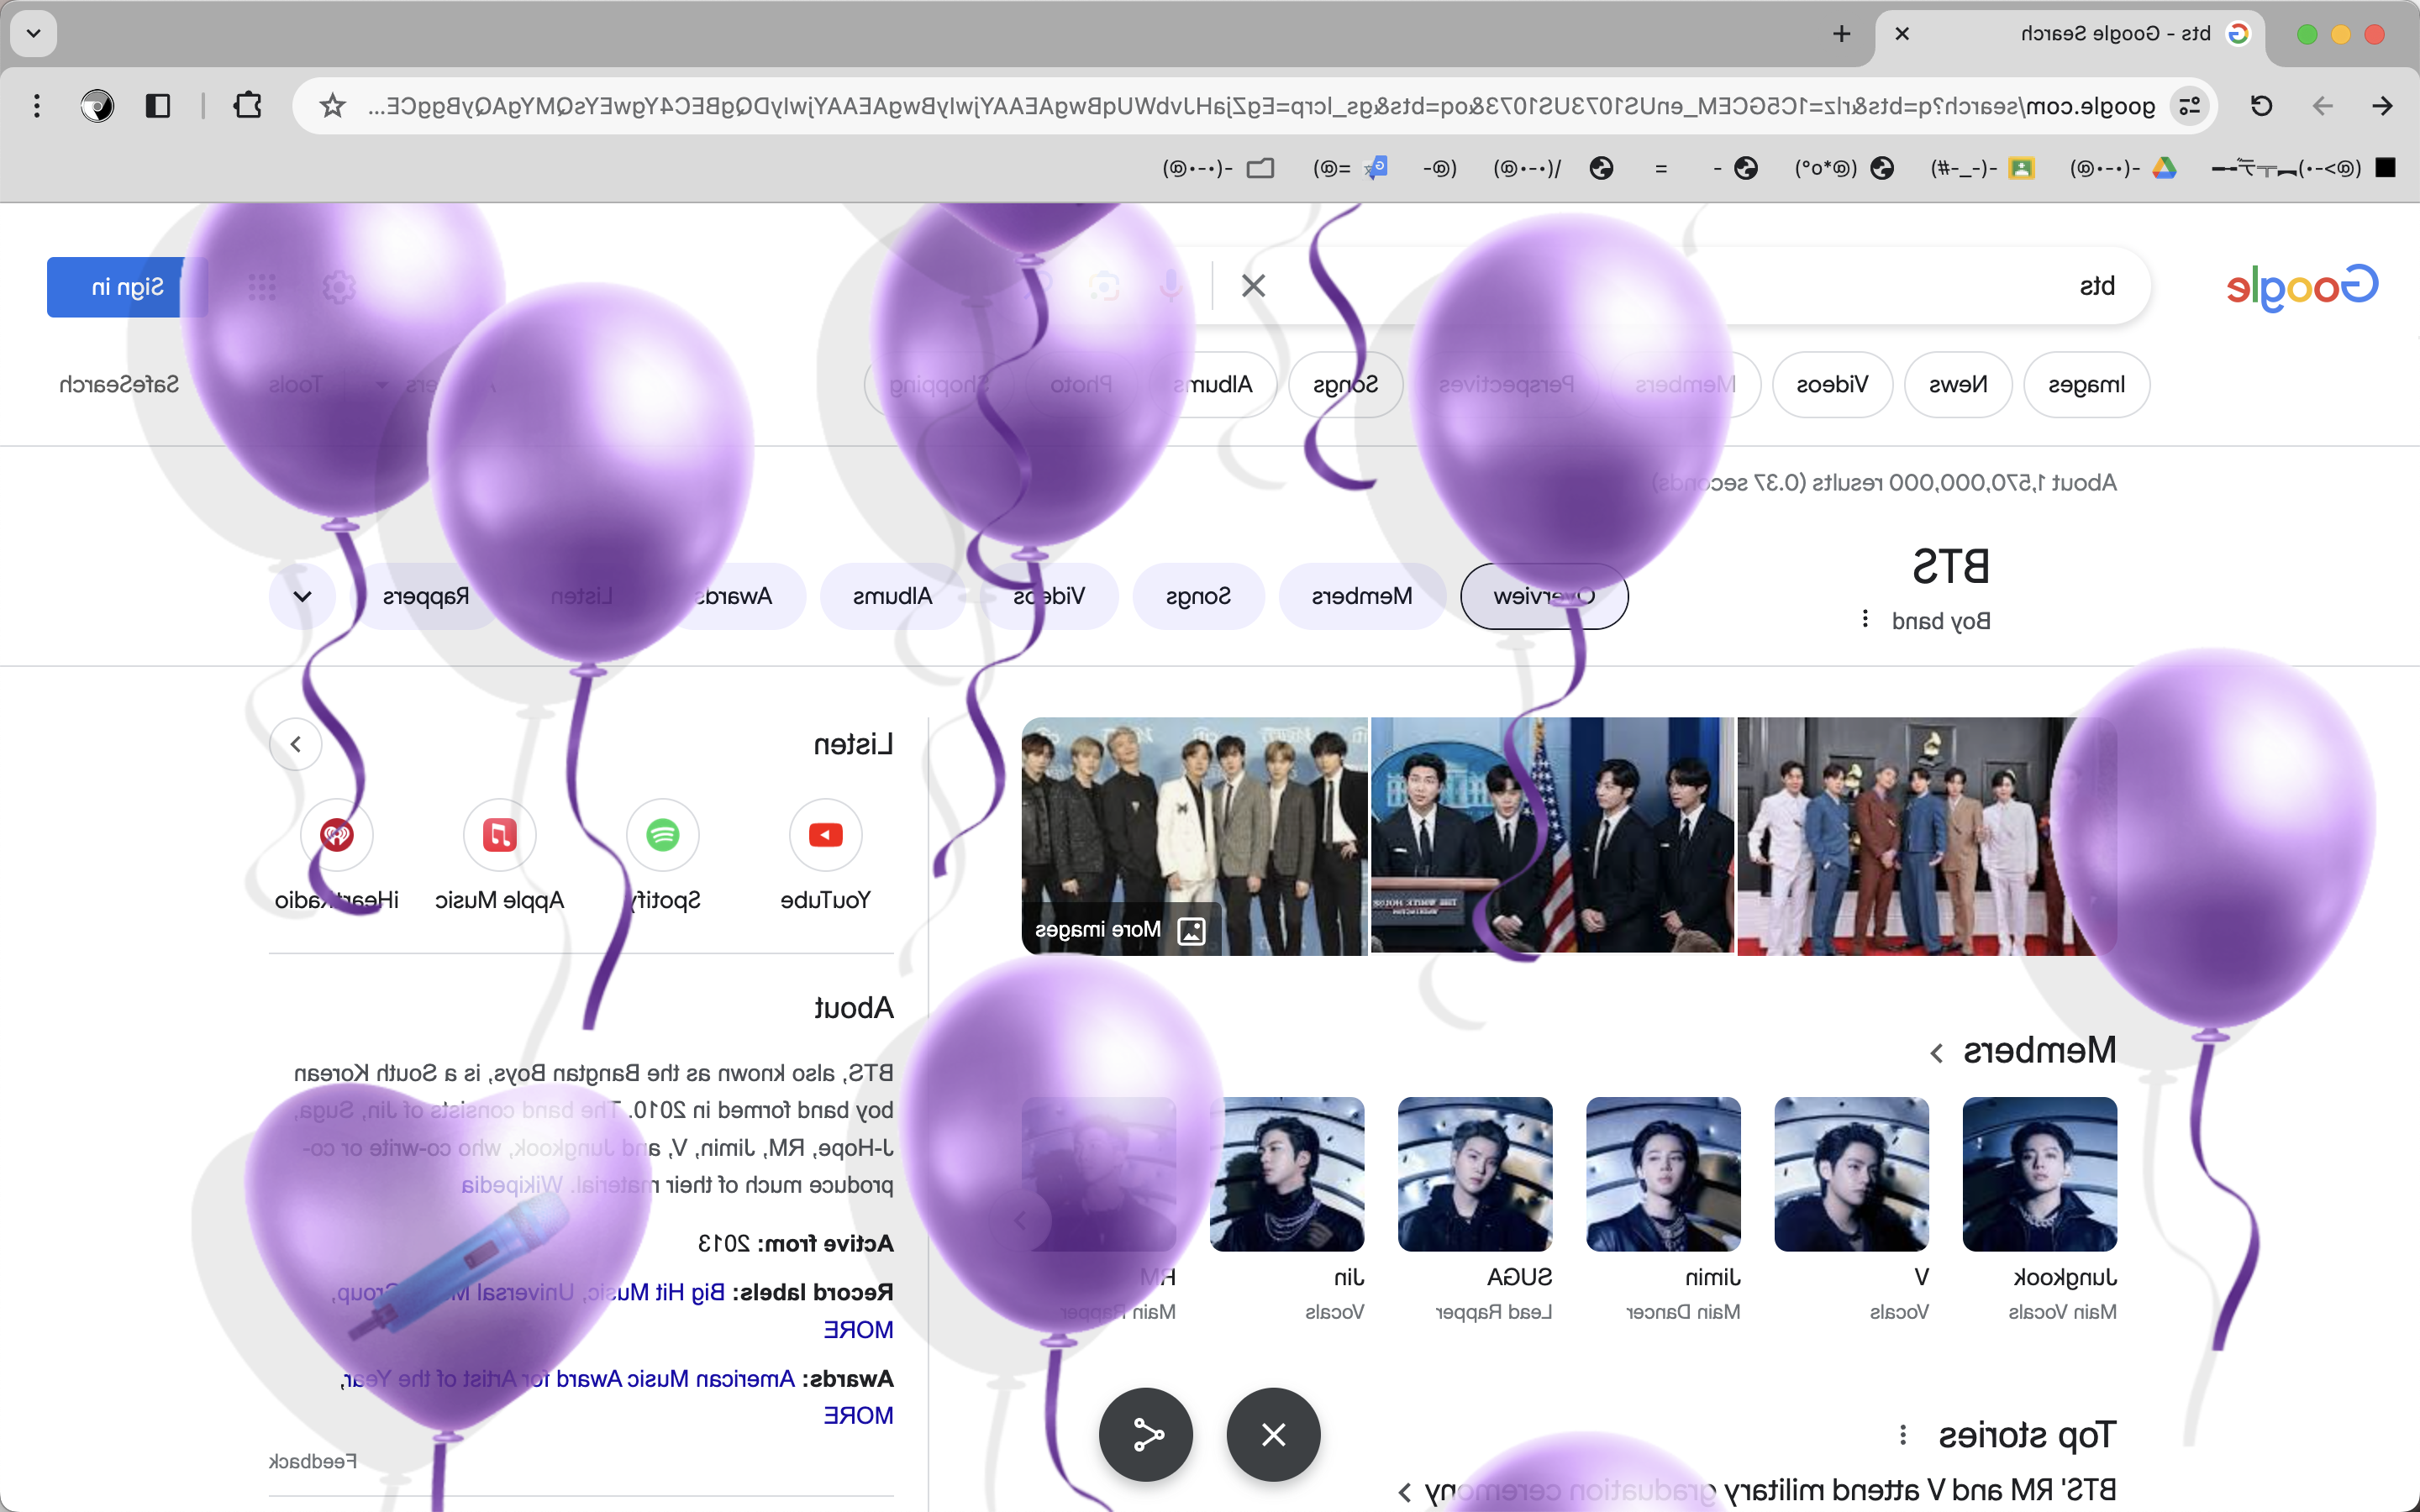 bts - Google Search
google.com/search?q=bts&rlz=1C5GCEM_enUS1073US1073&oq=bts&gs_lcrp=EgZjaHJvbWUqBwgAEAAYjwIyBwgAEAAYjwIyDQgBEC4YgwEYsQMYgAQyBggCE...
Google
bts
Sign in
Images
News
Videos
Members
Perspectives
Songs
Albums
Photo
Shopping
Tools
SafeSearch
About 1,570,000,000 results (0.37 seconds)
BTS
Boy band
Overview
Members
Songs
Videos
Albums
Awards
Listen
Rappers
More images
THE WHITE HOUSE
WASHINGTON
Members
Jungkook
Main Vocals
V
Vocals
Jimin
Main Dancer
SUGA
Lead Rapper
Jin
Vocals
RM
Main Rapper
Top stories
BTS' RM and V attend military graduation ceremony
Listen
YouTube
Spotify
Apple Music
iHeartRadio
About
BTS, also known as the Bangtan Boys, is a South Korean
boy band formed in 2010. The band consists of Jin, Suga,
J-Hope, RM, Jimin, V, and Jungkook, who co-write or co-
produce much of their material. Wikipedia
Active from: 2013
Record labels: Big Hit Music, Universal Music Group,
MORE
Awards: American Music Award for Artist of the Year,
MORE
Feedback